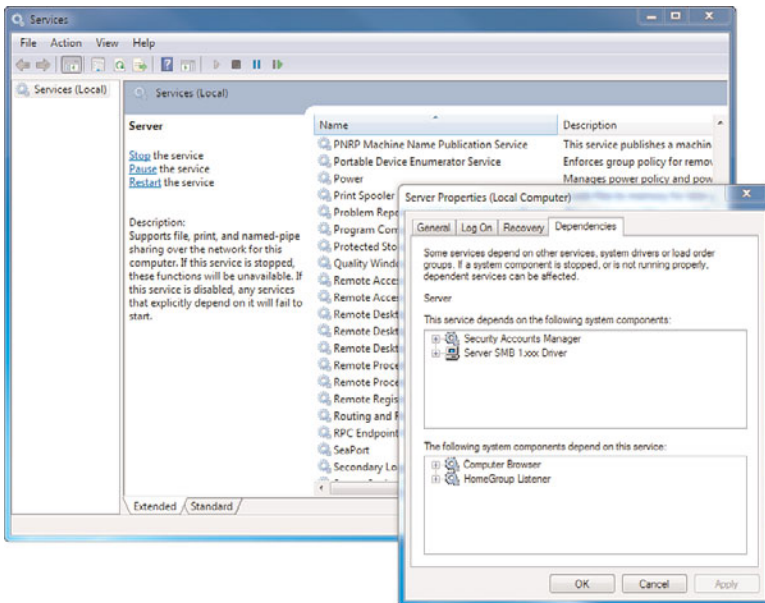 Services
File Action View Help
Services (Local)
Services (Local)
Server
Stop the service
Pause the service
Restart the service
Description:
Supports file, print, and named-pipe
sharing over the network for this
computer. If this service is stopped,
these functions will be unavailable. If
this service is disabled, any services
that explicitly depend on it will fail to
start.
Name Description
PNRP Machine Name Publication Service This service publishes a machin
Portable Device Enumerator Service Enforces group policy for remov
Power Manages power policy and pow
Print Spooler
Problem Repo
Program Com
Protected Sto
Quality Windo
Remote Acce
Remote Acce
Remote Deskt
Remote Deskt
Remote Deskt
Remote Proce
Remote Proce
Remote Regis
Routing and R
RPC Endpoint
SeaPort
Secondary Lo
Extended Standard
Server Properties (Local Computer)
General Log On Recovery Dependencies
Some services depend on other services, system drivers or load order
groups. If a system component is stopped, or is not running properly,
dependent services can be affected.
Server
This service depends on the following system components:
Security Accounts Manager
Server SMB 1.xxx Driver
The following system components depend on this service:
Computer Browser
HomeGroup Listener
OK Cancel Apply